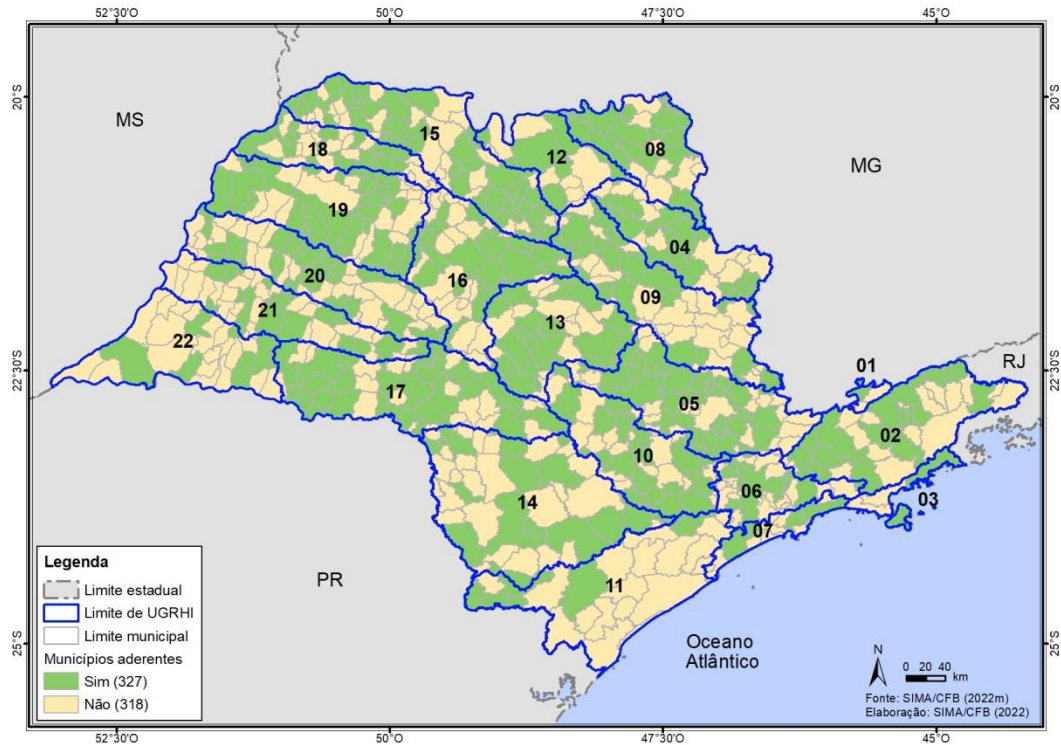 52°30'O 50°O 47°30'O 45°O
20°S 20°S
MS
MG
15
08
12
18
19
04
20
16
09
21
13
22
22°30'S 22°30'S
01
RJ
17
05
02
10
06
14
03
07
11
PR
Oceano
Atlântico
25°S 25°S
Legenda
Limite estadual
Limite de UGRHI
Limite municipal
Municípios aderentes
Sim (327)
Não (318)
N
0 20 40
km
Fonte: SIMA/CFB (2022m)
Elaboração: SIMA/CFB (2022)
52°30'O 50°O 47°30'O 45°O